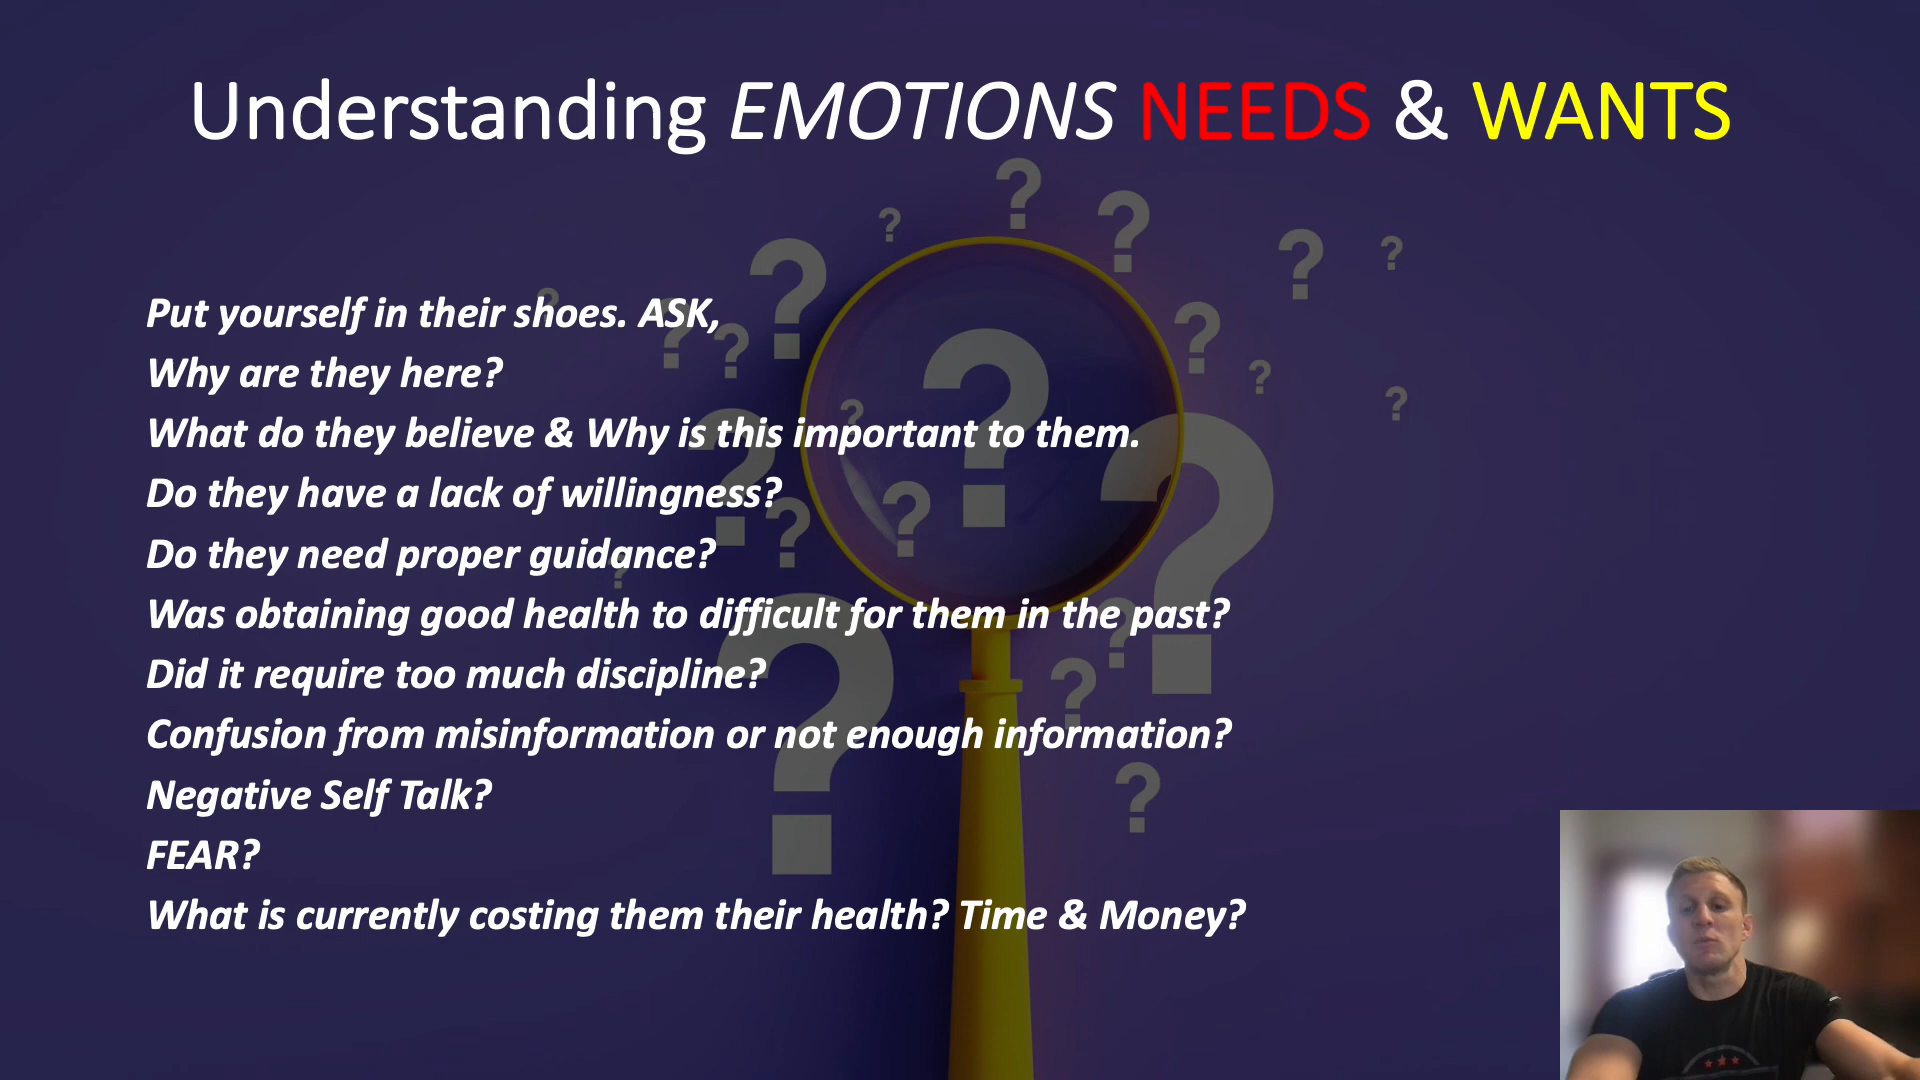 Understanding EMOTIONS NEEDS & WANTS
Put yourself in their shoes. ASK,
Why are they here?
What do they believe & Why is this important to them.
Do they have a lack of willingness?
Do they need proper guidance?
Was obtaining good health to difficult for them in the past?
Did it require too much discipline?
Confusion from misinformation or not enough information?
Negative Self Talk?
FEAR?
What is currently costing them their health? Time & Money?